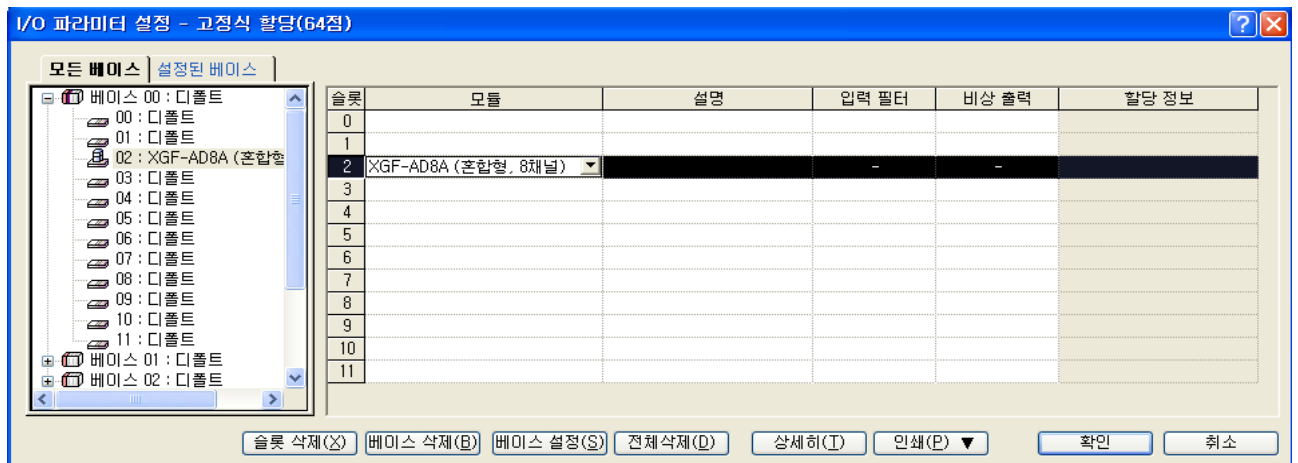 I/O 파라미터 설정 - 고정식 할당(64점)
모든 베이스 설정된 베이스
베이스 00 : 디폴트
00 : 디폴트
01 : 디폴트
02 : XGF-AD8A (혼합형
03 : 디폴트
04 : 디폴트
05 : 디폴트
06 : 디폴트
07 : 디폴트
08 : 디폴트
09 : 디폴트
10 : 디폴트
11 : 디폴트
베이스 01 : 디폴트
베이스 02 : 디폴트
슬롯 모듈 설명 입력 필터 비상 출력 할당 정보
0
1
2 XGF-AD8A (혼합형, 8채널) - -
3
4
5
6
7
8
9
10
11
슬롯 삭제(X) 베이스 삭제(B) 베이스 설정(S) 전체삭제(D) 상세히(T) 인쇄(P) ▼ 확인 취소